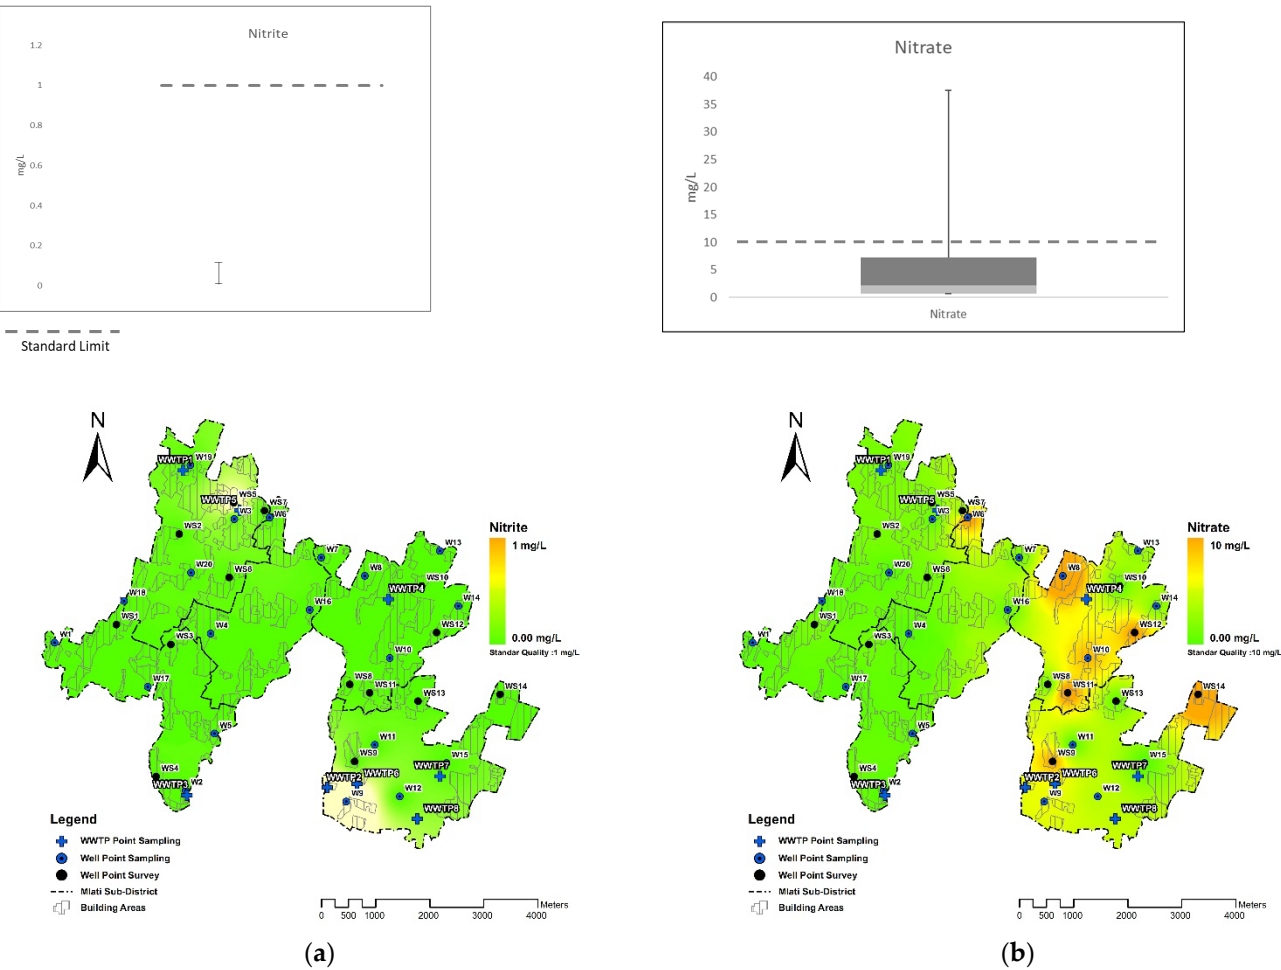 Nitrite
1.2
1
0.8
0.6
0.4
0.2
0
mg/L
Standard Limit
Nitrate
40
35
30
25
20
15
10
5
0
mg/L
Nitrate
N
WWTP1
W19
WWTP5
WS5
WS7
W3
W6
WS2
W20
WS6
W7
W8
W13
WS10
WWTP4
W14
W18
WS1
W16
WS12
W1
WS3
W4
W10
W17
WS8
WS11
WS13
WS14
W5
W11
WS9
W15
WS4
WWTP3
W2
WWTP2
WWTP6
WWTP7
W9
W12
WWTP8
Nitrite
1 mg/L
0.00 mg/L
Standar Quality :1 mg/L
Legend
WWTP Point Sampling
Well Point Sampling
Well Point Survey
Mlati Sub-District
Building Areas
0 500 1000 2000 3000 4000
Meters
(a)
N
WWTP1
W19
WWTP5
WS5
WS7
W3
W6
WS2
W20
WS6
W7
W8
W13
WS10
WWTP4
W14
W18
WS1
W16
WS12
W1
WS3
W4
W10
W17
WS8
WS11
WS13
WS14
W5
W11
WS9
W15
WS4
WWTP3
W2
WWTP2
WWTP6
WWTP7
W9
W12
WWTP8
Nitrate
10 mg/L
0.00 mg/L
Standar Quality :10 mg/L
Legend
WWTP Point Sampling
Well Point Sampling
Well Point Survey
Mlati Sub-District
Building Areas
0 500 1000 2000 3000 4000
Meters
(b)